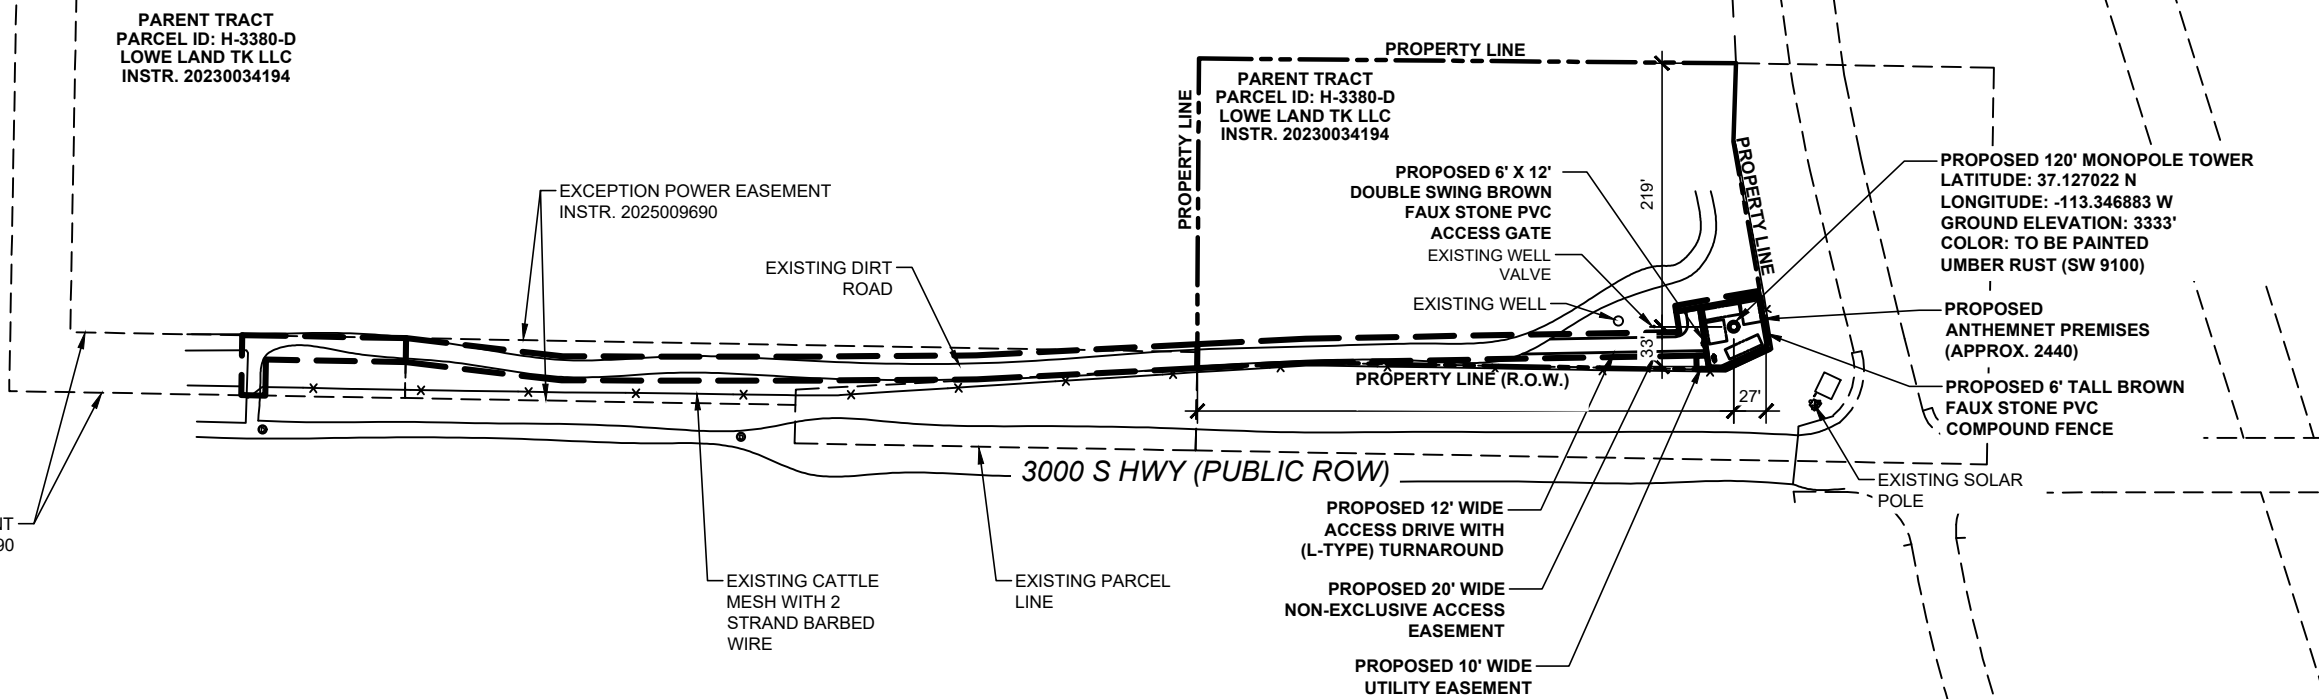 PARENT TRACT
PARCEL ID: H-3380-D
LOWE LAND TK LLC
INSTR. 20230034194
PROPERTY LINE
PARENT TRACT
PARCEL ID: H-3380-D
LOWE LAND TK LLC
INSTR. 20230034194
PROPERTY LINE
PROPERTY LINE
219'
PROPOSED 6' X 12'
DOUBLE SWING BROWN
FAUX STONE PVC
ACCESS GATE
EXISTING WELL
VALVE
EXISTING WELL
PROPOSED 120' MONOPOLE TOWER
LATITUDE: 37.127022 N
LONGITUDE: -113.346883 W
GROUND ELEVATION: 3333'
COLOR: TO BE PAINTED
UMBER RUST (SW 9100)
EXCEPTION POWER EASEMENT
INSTR. 2025009690
EXISTING DIRT
ROAD
PROPOSED
ANTHEMNET PREMISES
(APPROX. 2440)
33'
PROPERTY LINE (R.O.W.)
27'
PROPOSED 6' TALL BROWN
FAUX STONE PVC
COMPOUND FENCE
3000 S HWY (PUBLIC ROW)
EXISTING SOLAR
POLE
NT
90
PROPOSED 12' WIDE
ACCESS DRIVE WITH
(L-TYPE) TURNAROUND
EXISTING CATTLE
MESH WITH 2
STRAND BARBED
WIRE
EXISTING PARCEL
LINE
PROPOSED 20' WIDE
NON-EXCLUSIVE ACCESS
EASEMENT
PROPOSED 10' WIDE
UTILITY EASEMENT